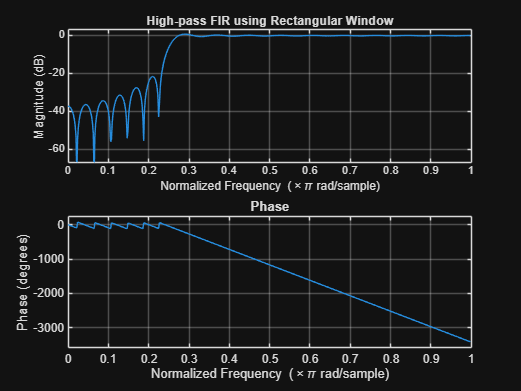 High-pass FIR using Rectangular Window
Magnitude (dB)
0
-20
-40
-60
0 0.1 0.2 0.3 0.4 0.5 0.6 0.7 0.8 0.9 1
Normalized Frequency (×π rad/sample)
Phase
Phase (degrees)
0
-1000
-2000
-3000
0 0.1 0.2 0.3 0.4 0.5 0.6 0.7 0.8 0.9 1
Normalized Frequency (×π rad/sample)